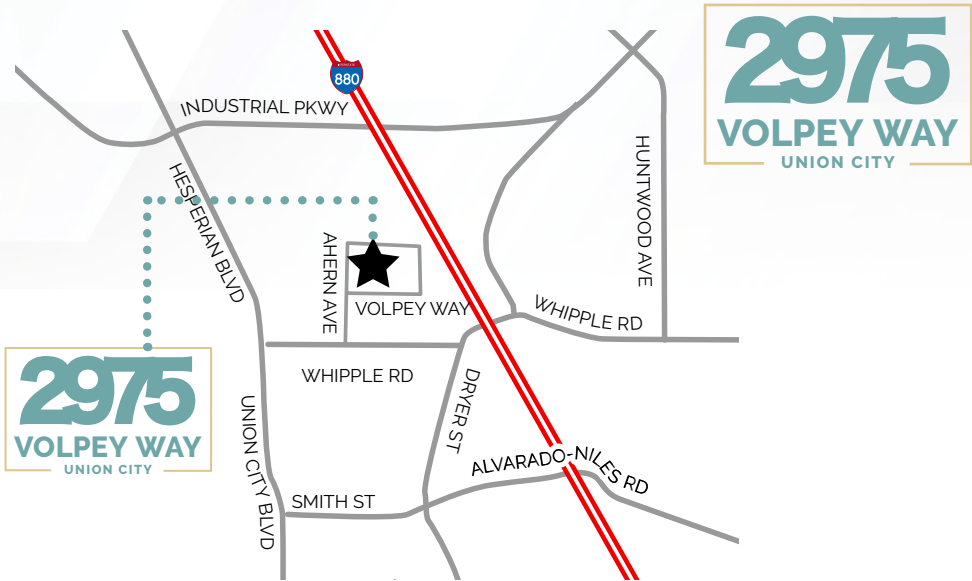 2975
VOLPEY WAY
UNION CITY
880
INDUSTRIAL PKWY
HUNTWOOD AVE
HESPERIAN BLVD
AHERN AVE
VOLPEY WAY
WHIPPLE RD
WHIPPLE RD
2975
VOLPEY WAY
UNION CITY
DRYER ST
UNION CITY BLVD
ALVARADO-NILES RD
SMITH ST